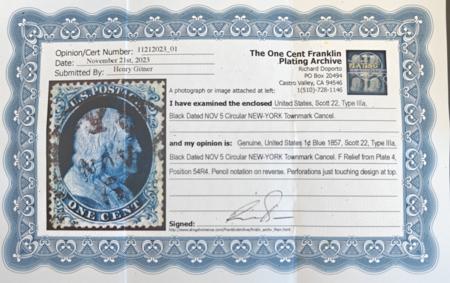 Opinion/Cert Number: 11212023_01
Date: November 21st, 2023
Submitted By: Henry Gitner
The One Cent Franklin
Plating Archive
Richard Doporto
PO Box 20494
Castro Valley, CA 94546
1(510)-728-1146
A photograph or image attached at left:
I have examined the enclosed United States, Scott 22, Type IIIa,
Black Dated NOV 5 Circular NEW-YORK Townmark Cancel.
and my opinion is: Genuine, United States 1¢ Blue 1857, Scott 22, Type IIIa,
Black Dated NOV 5 Circular NEW-YORK Townmark Cancel. F Relief from Plate 4,
Position 54R4. Pencil notation on reverse. Perforations just touching design at top.
Signed:
U.S. POSTAGE
ONE CENT.
PLATING